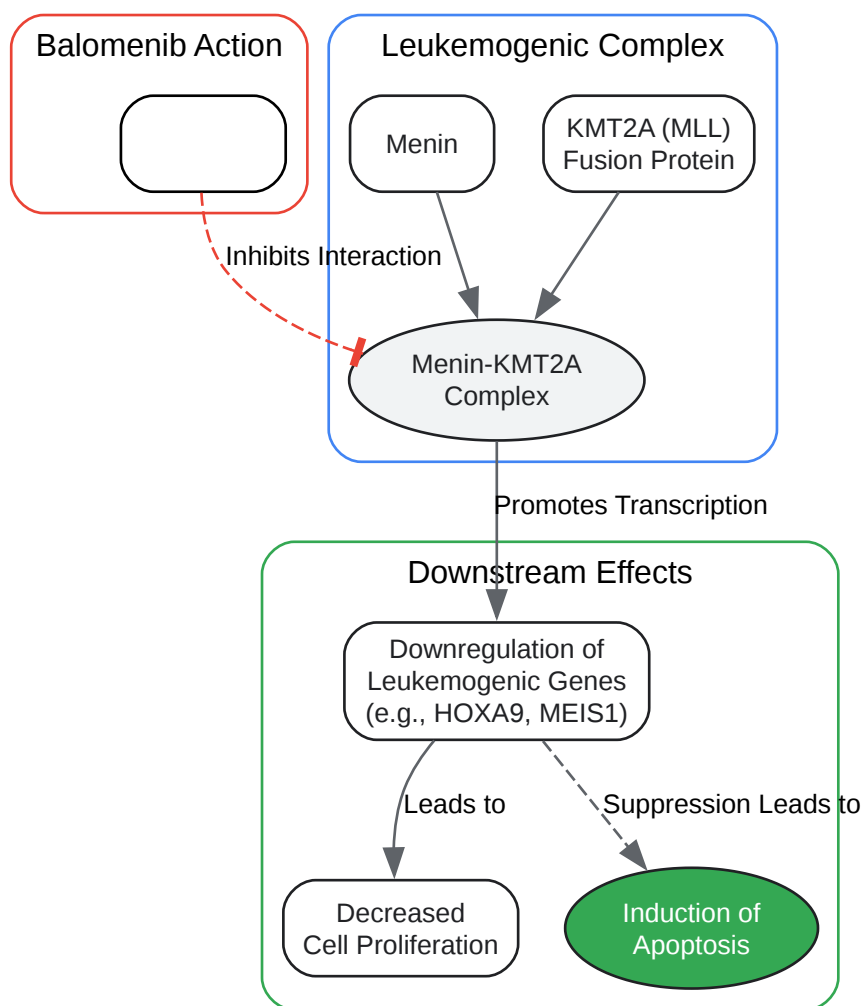 Balomenib Action
Leukemogenic Complex
Menin
KMT2A (MLL)
Fusion Protein
Inhibits Interaction
Menin-KMT2A
Complex
Promotes Transcription
Downstream Effects
Downregulation of
Leukemogenic Genes
(e.g., HOXA9, MEIS1)
Leads to
Suppression Leads to
Decreased
Cell Proliferation
Induction of
Apoptosis